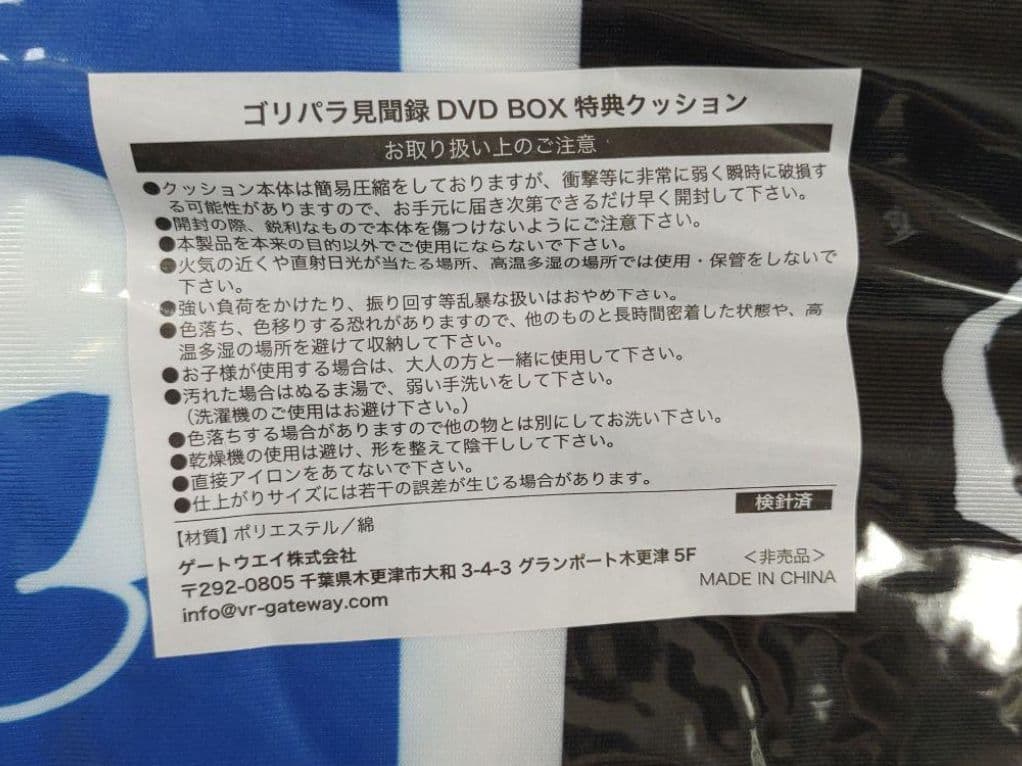 ゴリパラ見聞録 DVD BOX 特典クッション
お取り扱い上のご注意
●クッション本体は簡易圧縮をしておりますが、衝撃等に非常に弱く瞬時に破損す
る可能性がありますので、お手元に届き次第できるだけ早く開封して下さい。
●開封の際、鋭利なもので本体を傷つけないようにご注意下さい。
●本製品を本来の目的以外でご使用にならないで下さい。
●火気の近くや直射日光が当たる場所、高温多湿の場所では使用・保管をしないで
下さい。
●強い負荷をかけたり、振り回す等乱暴な扱いはおやめ下さい。
●色落ち、色移りする恐れがありますので、他のものと長時間密着した状態や、高
温多湿の場所を避けて収納して下さい。
●お子様が使用する場合は、大人の方と一緒に使用して下さい。
●汚れた場合はぬるま湯で、弱い手洗いをして下さい。
（洗濯機のご使用はお避け下さい。）
●色落ちする場合がありますので他の物とは別にしてお洗い下さい。
●乾燥機の使用は避け、形を整えて陰干しして下さい。
●直接アイロンをあてないで下さい。
●仕上がりサイズには若干の誤差が生じる場合があります。
検針済
【材質】ポリエステル／綿
ゲートウエイ株式会社
〒292-0805 千葉県木更津市大和 3-4-3 グランポート木更津 5F
info@vr-gateway.com
＜非売品＞
MADE IN CHINA